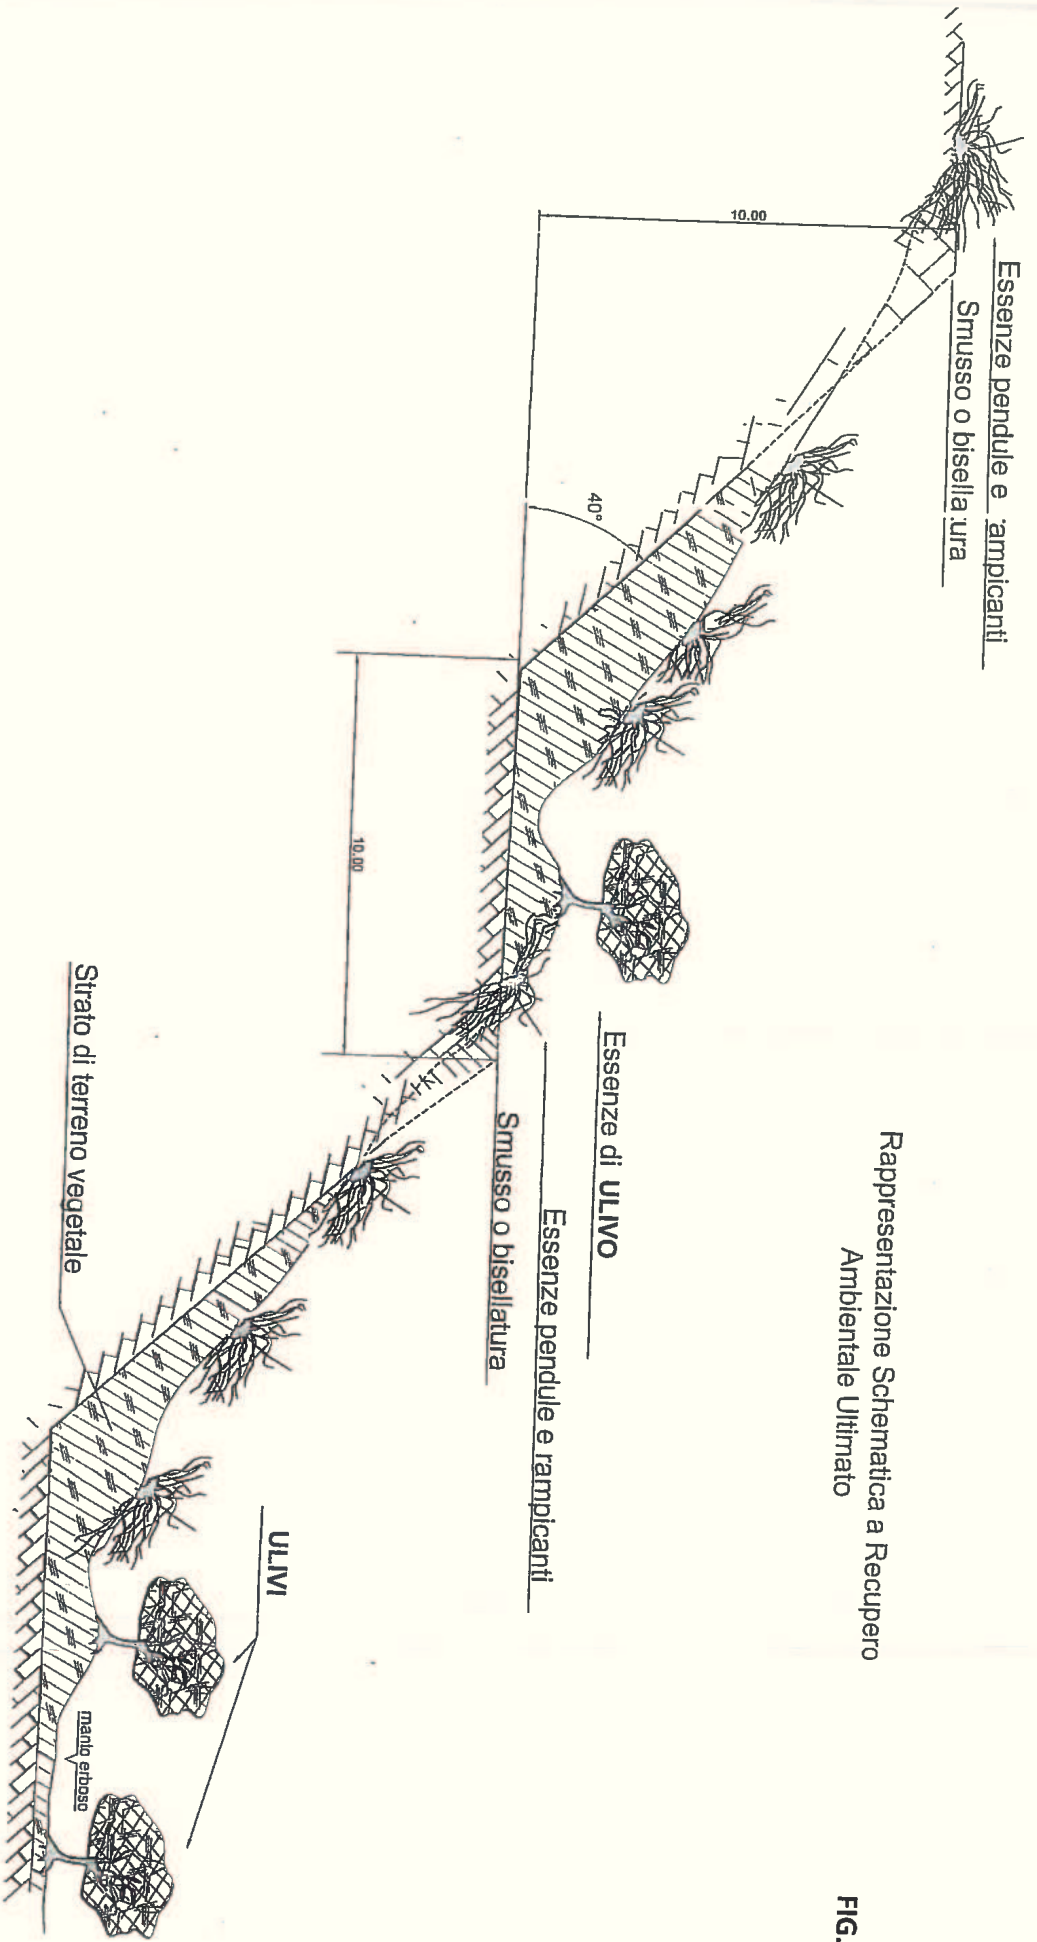 FIG.
Rappresentazione Schematica a Recupero
Ambientale Ultimato
Essenze pendule e ampicanti
Smusso o bisella:ura
10.00
40°
10.00
Essenze di ULIVO
Essenze pendule e rampicanti
Smusso o bisellatura
Strato di terreno vegetale
ULIVI
manto erboso